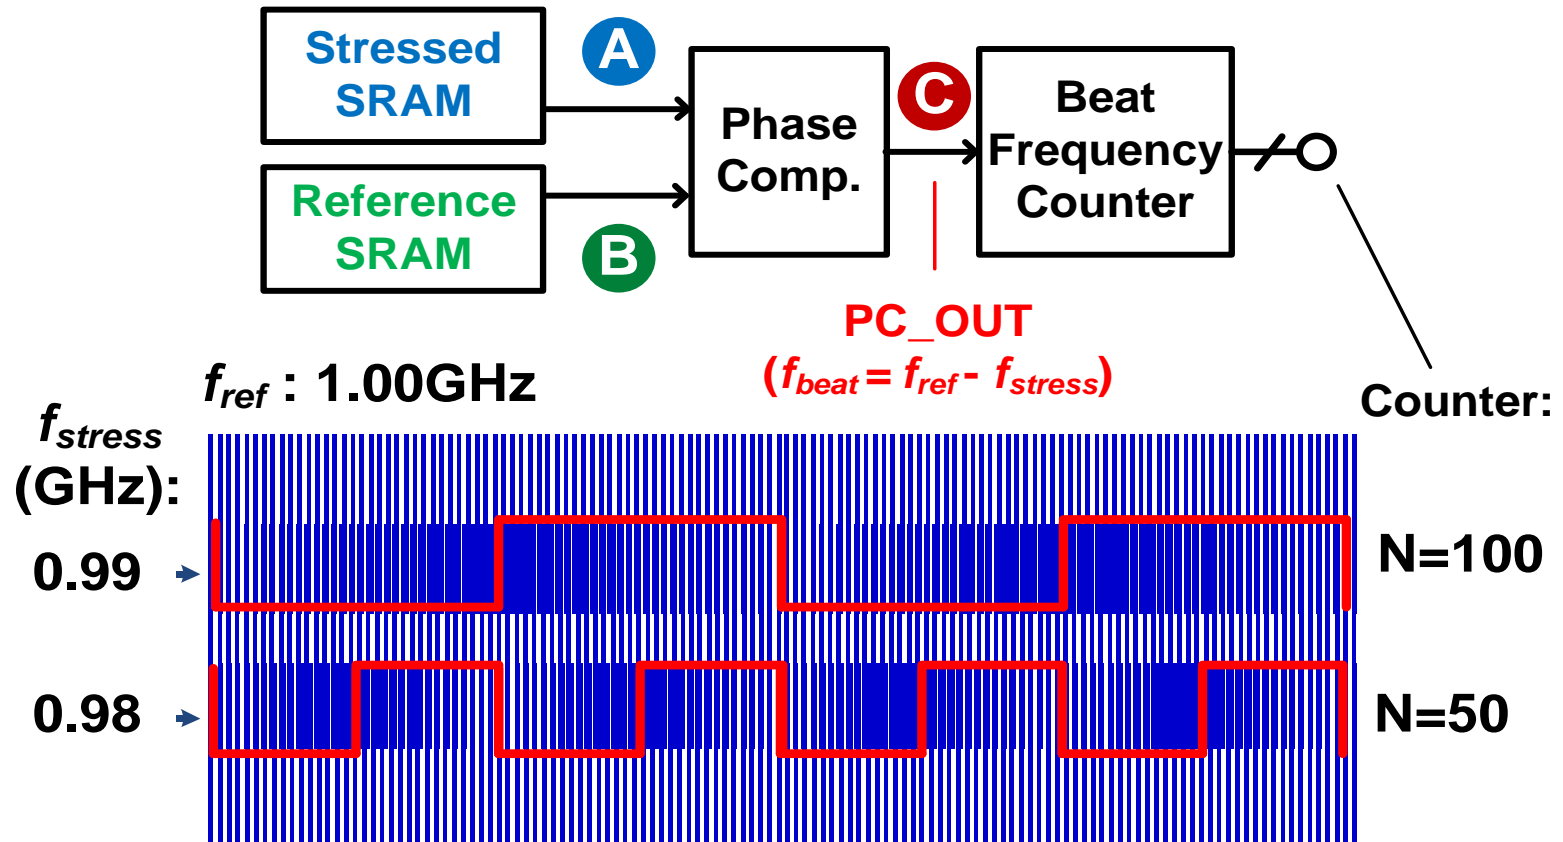 Stressed
SRAM
A
Reference
SRAM
B
Phase
Comp.
C
Beat
Frequency
Counter
PC_OUT
(fbeat = fref - fstress)
fref : 1.00GHz
Counter:
fstress
(GHz):
0.99
N=100
0.98
N=50